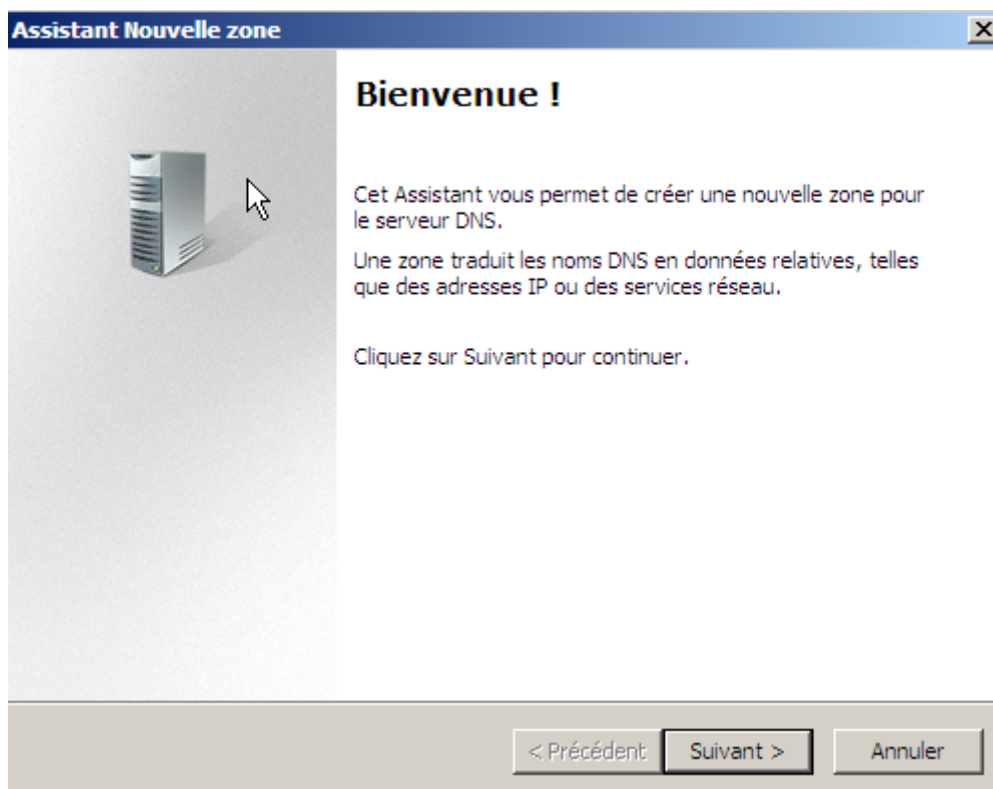 Assistant Nouvelle zone
Bienvenue !
Cet Assistant vous permet de créer une nouvelle zone pour
le serveur DNS.
Une zone traduit les noms DNS en données relatives, telles
que des adresses IP ou des services réseau.
Cliquez sur Suivant pour continuer.
< Précédent Suivant > Annuler